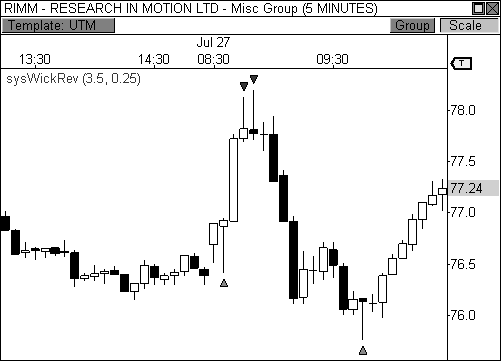 RIMM - RESEARCH IN MOTION LTD - Misc Group (5 MINUTES)
Template: UTM Group Scale
Jul 27
13:30 14:30 08:30 09:30
T
sysWickRev (3.5, 0.25)
78.0
77.5
77.24
77.0
76.5
76.0